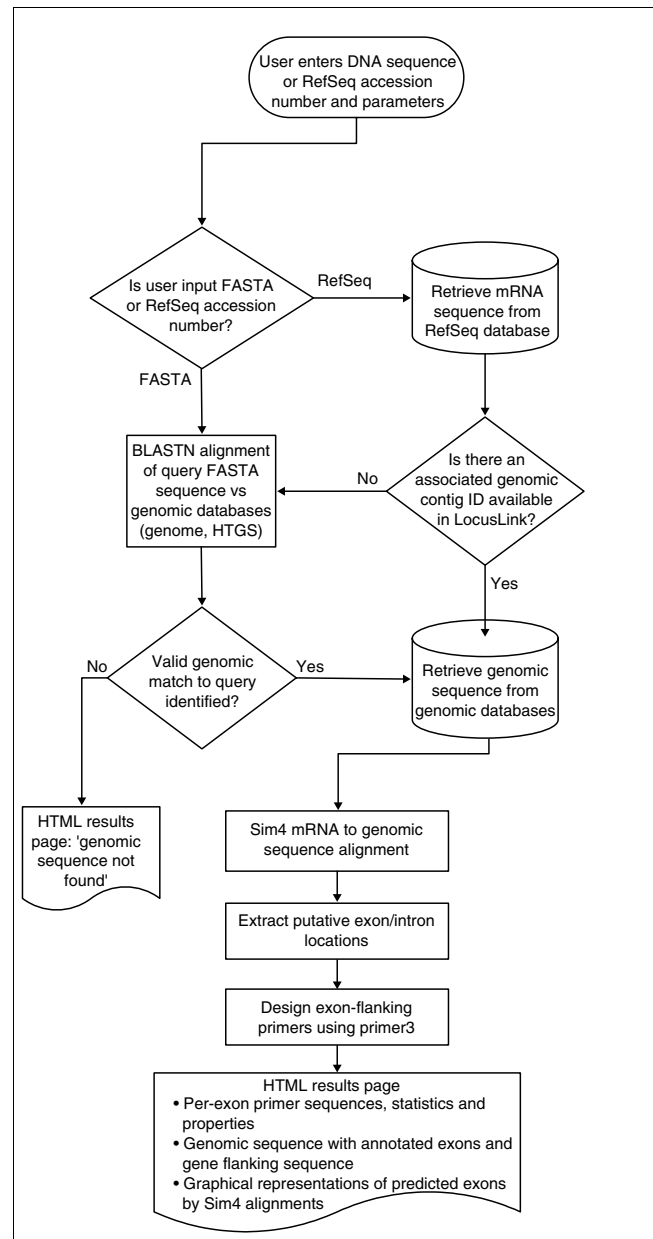 User enters DNA sequence
or RefSeq accession
number and parameters
Is user input FASTA
or RefSeq accession
number?
RefSeq
Retrieve mRNA
sequence from
RefSeq database
FASTA
BLASTN alignment
of query FASTA
sequence vs
genomic databases
(genome, HTGS)
No
Is there an
associated genomic
contig ID available
in LocusLink?
Yes
No
Valid genomic
match to query
identified?
Yes
Retrieve genomic
sequence from
genomic databases
HTML results
page: 'genomic
sequence not
found'
Sim4 mRNA to genomic
sequence alignment
Extract putative exon/intron
locations
Design exon-flanking
primers using primer3
HTML results page
• Per-exon primer sequences, statistics and
properties
• Genomic sequence with annotated exons and
gene flanking sequence
• Graphical representations of predicted exons
by Sim4 alignments